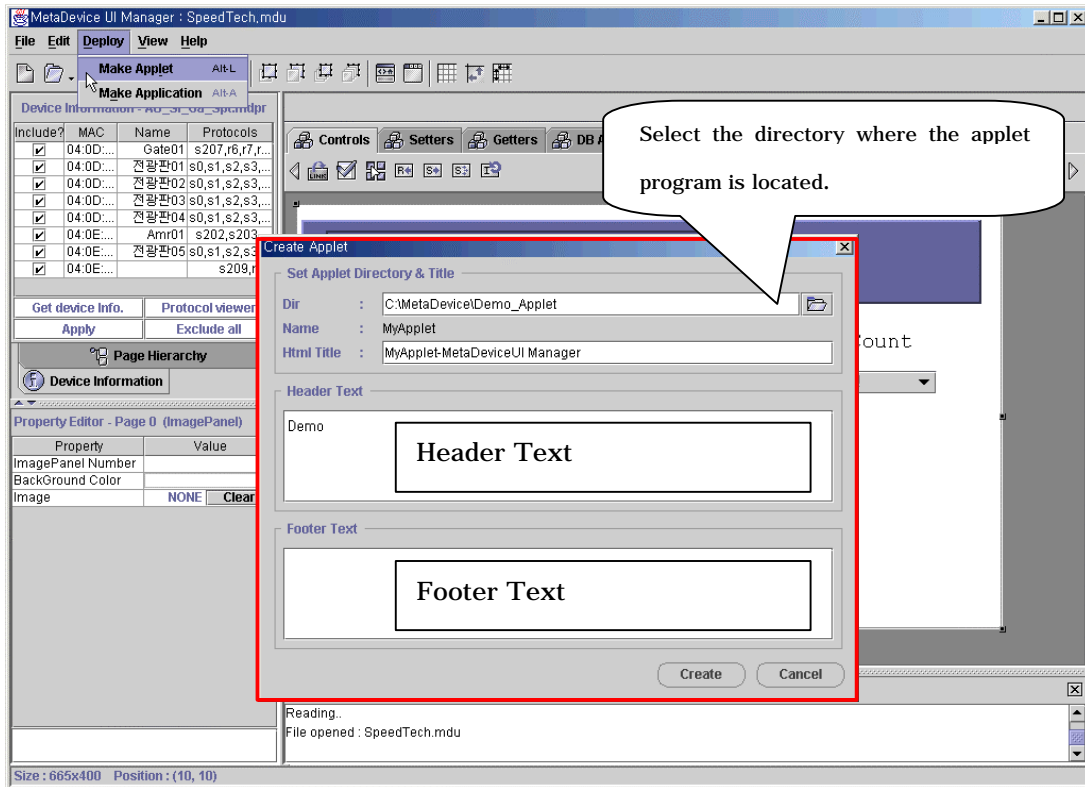 MetaDevice UI Manager : SpeedTech.mdu
File Edit Deploy View Help
Make Applet Alt-L
Make Application Alt-A
Device Information - AU_SI_Ga_Spc.mdpr
Include? MAC Name Protocols
04:0D:... Gate01 s207,r6,r7,r...
04:0D:... 전광판01 s0,s1,s2,s3,...
04:0D:... 전광판02 s0,s1,s2,s3,...
04:0D:... 전광판03 s0,s1,s2,s3,...
04:0D:... 전광판04 s0,s1,s2,s3,...
04:0E:... Amr01 s202,s203
04:0E:... 전광판05 s0,s1,s2,s3
04:0E:... s209,r
Get device Info. Protocol viewer
Apply Exclude all
Page Hierarchy
Device Information
Property Editor - Page 0 (ImagePanel)
Property Value
ImagePanel Number
BackGround Color
Image NONE Clear
Controls Setters Getters DB A
LINK R+ S+ S
Select the directory where the applet
program is located.
ount
Create Applet
Set Applet Directory & Title
Dir : C:\MetaDevice\Demo_Applet
Name : MyApplet
Html Title : MyApplet-MetaDeviceUI Manager
Header Text
Demo
Header Text
Footer Text
Footer Text
Create Cancel
Reading..
File opened : SpeedTech.mdu
Size : 665x400 Position : (10, 10)